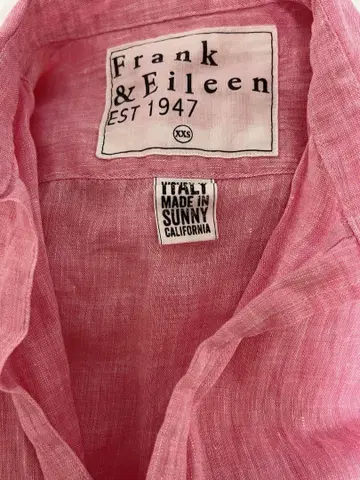 Frank
& Eileen
EST 1947
XXS
ITALY
MADE IN
SUNNY
CALIFORNIA